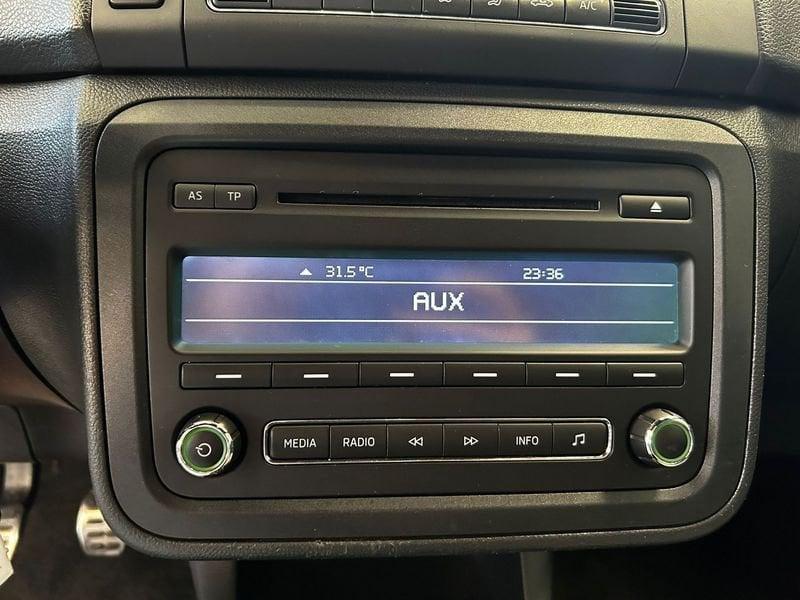 A/C
AS TP
31.5 °C 23:36
AUX
MEDIA RADIO INFO